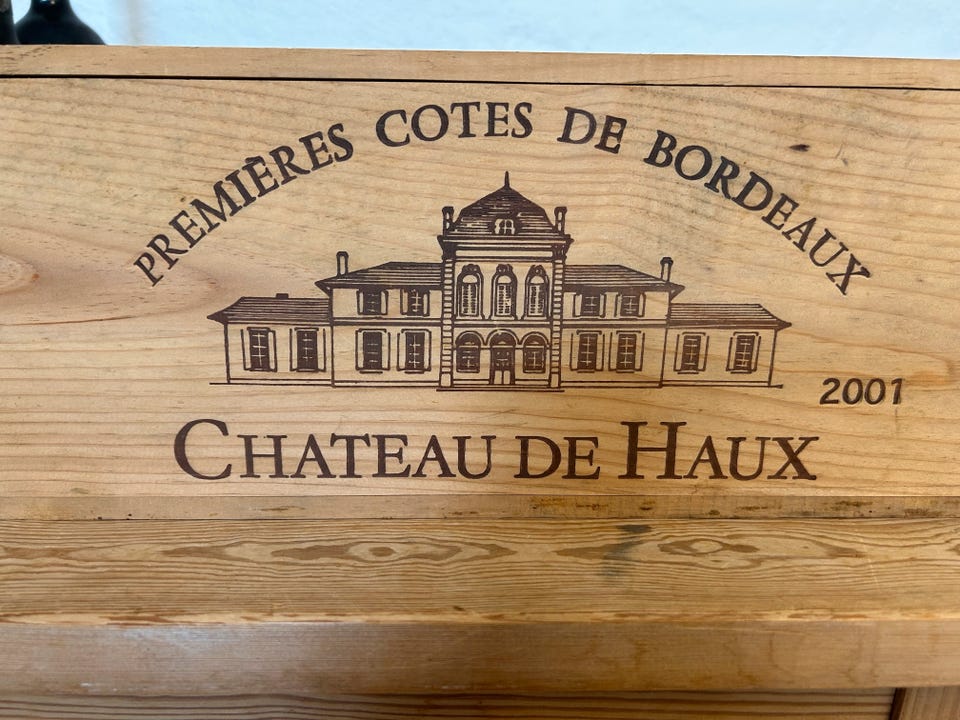 PREMIÈRES COTES DE BORDEAUX
2001
CHATEAU DE HAUX